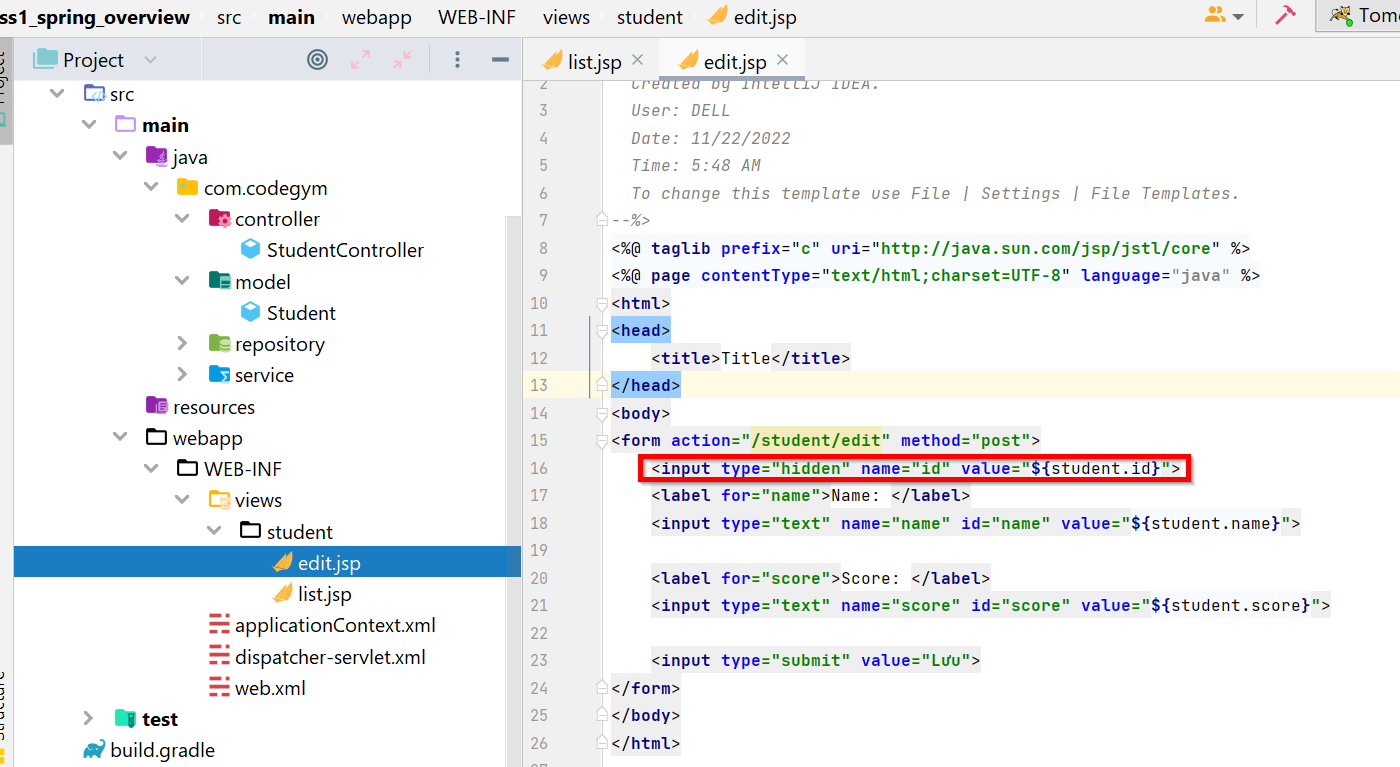 ss1_spring_overview src main webapp WEB-INF views student edit.jsp
Project
list.jsp edit.jsp
src
main
java
com.codegym
controller
StudentController
model
Student
repository
service
resources
webapp
WEB-INF
views
student
edit.jsp
list.jsp
applicationContext.xml
dispatcher-servlet.xml
web.xml
test
build.gradle
2 Created by IntelliJ IDEA.
3 User: DELL
4 Date: 11/22/2022
5 Time: 5:48 AM
6 To change this template use File | Settings | File Templates.
7 --%>
8 <%@ taglib prefix="c" uri="http://java.sun.com/jsp/jstl/core" %>
9 <%@ page contentType="text/html;charset=UTF-8" language="java" %>
10 <html>
11 <head>
12 <title>Title</title>
13 </head>
14 <body>
15 <form action="/student/edit" method="post">
16 <input type="hidden" name="id" value="${student.id}">
17 <label for="name">Name: </label>
18 <input type="text" name="name" id="name" value="${student.name}">
19
20 <label for="score">Score: </label>
21 <input type="text" name="score" id="score" value="${student.score}">
22
23 <input type="submit" value="Lưu">
24 </form>
25 </body>
26 </html>